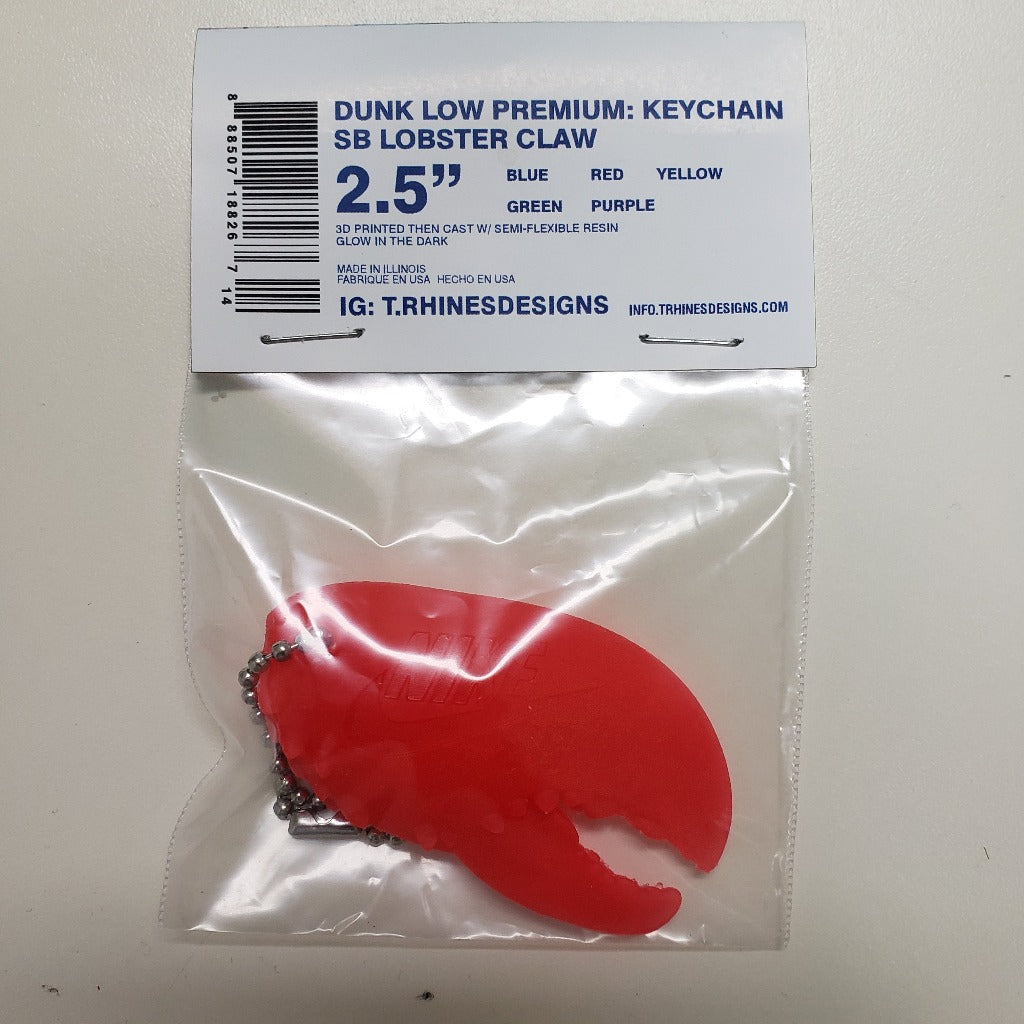 DUNK LOW PREMIUM: KEYCHAIN
SB LOBSTER CLAW
2.5”
BLUE RED YELLOW
GREEN PURPLE
3D PRINTED THEN CAST W/ SEMI-FLEXIBLE RESIN
GLOW IN THE DARK
MADE IN ILLINOIS
FABRIQUE EN USA HECHO EN USA
IG: T.RHINESDESIGNS
INFO.TRHINESDESIGNS.COM
8 88507 18826 7 14
NIKE